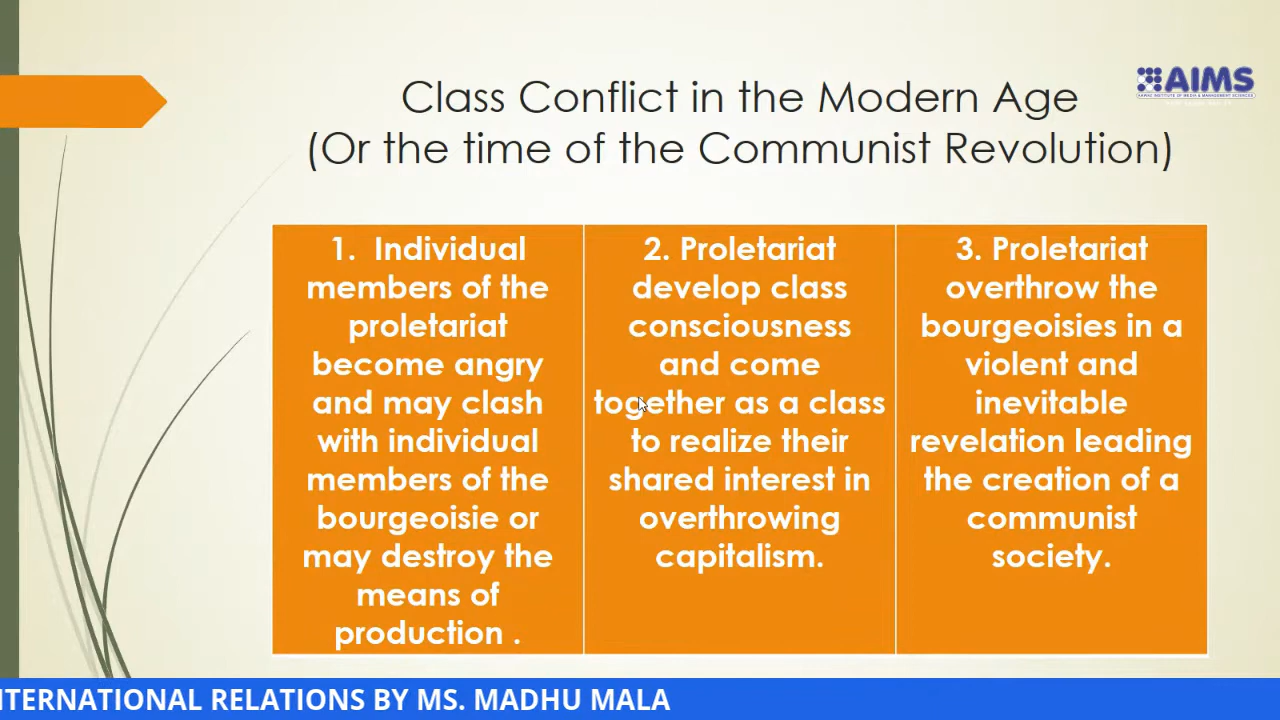 Class Conflict in the Modern Age
(Or the time of the Communist Revolution)
AIMS
1. Individual
members of the
proletariat
become angry
and may clash
with individual
members of the
bourgeoisie or
may destroy the
means of
production .
2. Proletariat
develop class
consciousness
and come
together as a class
to realize their
shared interest in
overthrowing
capitalism.
3. Proletariat
overthrow the
bourgeoisies in a
violent and
inevitable
revelation leading
the creation of a
communist
society.
NTERNATIONAL RELATIONS BY MS. MADHU MALA